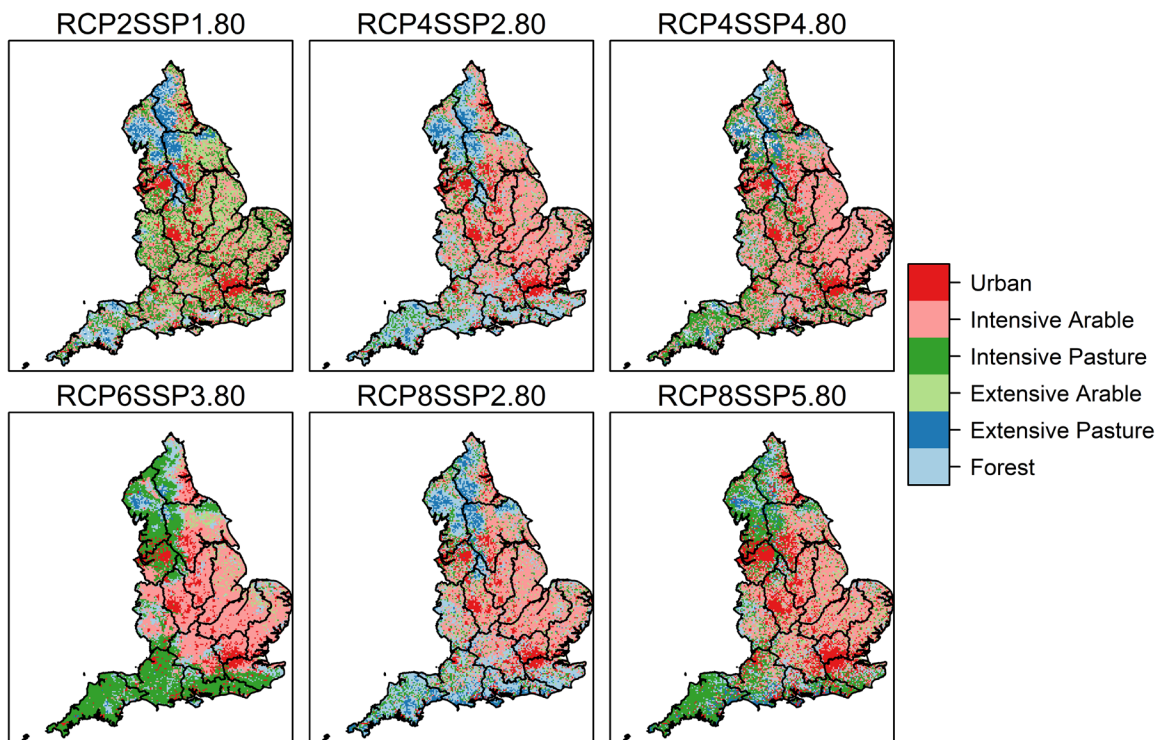 RCP2SSP1.80
RCP4SSP2.80
RCP4SSP4.80
RCP6SSP3.80
RCP8SSP2.80
RCP8SSP5.80
Urban
Intensive Arable
Intensive Pasture
Extensive Arable
Extensive Pasture
Forest